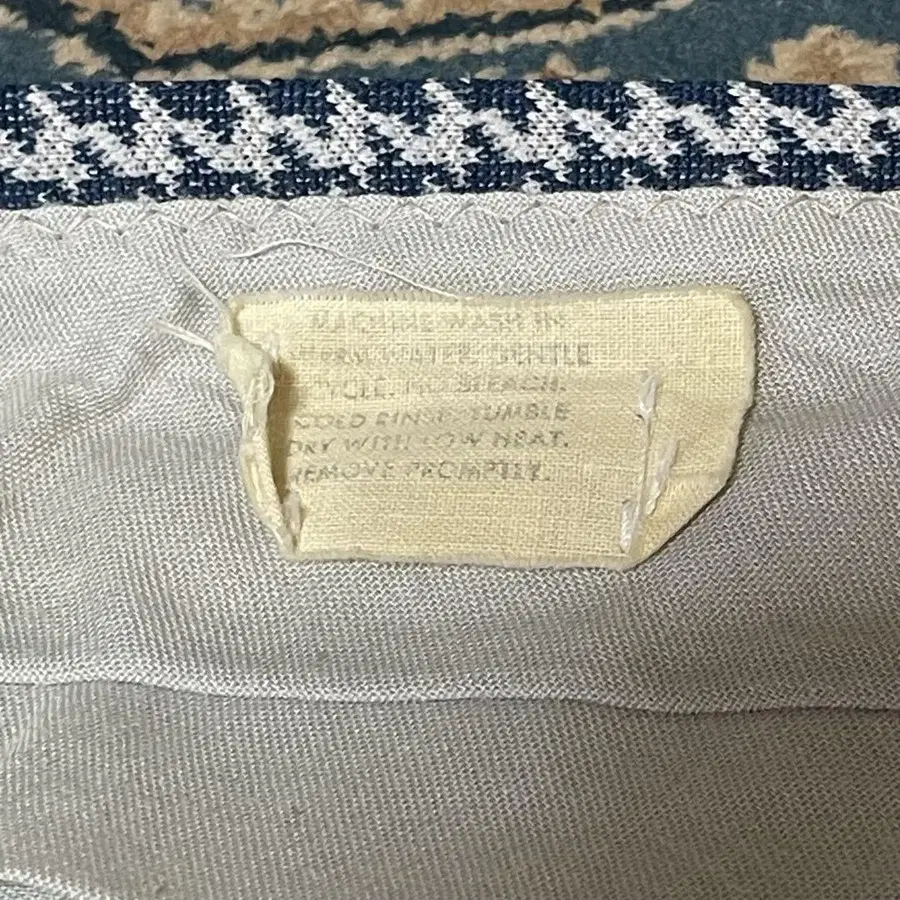 MACHINE WASH IN
WARM WATER. GENTLE
CYCLE. NO BLEACH.
COLD RINSE. TUMBLE
DRY WITH LOW HEAT.
REMOVE PROMPTLY.